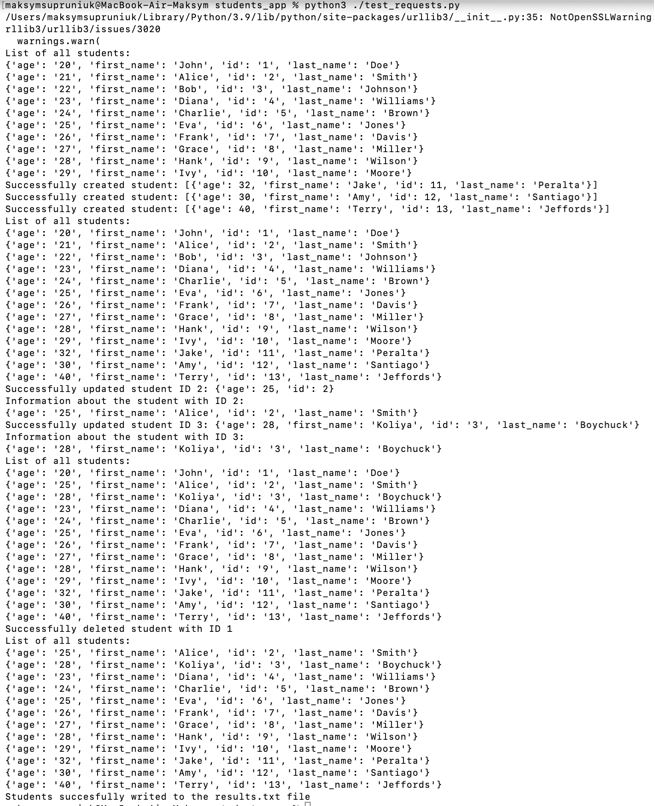 maksymsupruniuk@MacBook-Air-Maksym students_app % python3 ./test_requests.py
/Users/maksymsupruniuk/Library/Python/3.9/lib/python/site-packages/urllib3/__init__.py:35: NotOpenSSLWarning
rllib3/urllib3/issues/3020
  warnings.warn(
List of all students:
{'age': '20', 'first_name': 'John', 'id': '1', 'last_name': 'Doe'}
{'age': '21', 'first_name': 'Alice', 'id': '2', 'last_name': 'Smith'}
{'age': '22', 'first_name': 'Bob', 'id': '3', 'last_name': 'Johnson'}
{'age': '23', 'first_name': 'Diana', 'id': '4', 'last_name': 'Williams'}
{'age': '24', 'first_name': 'Charlie', 'id': '5', 'last_name': 'Brown'}
{'age': '25', 'first_name': 'Eva', 'id': '6', 'last_name': 'Jones'}
{'age': '26', 'first_name': 'Frank', 'id': '7', 'last_name': 'Davis'}
{'age': '27', 'first_name': 'Grace', 'id': '8', 'last_name': 'Miller'}
{'age': '28', 'first_name': 'Hank', 'id': '9', 'last_name': 'Wilson'}
{'age': '29', 'first_name': 'Ivy', 'id': '10', 'last_name': 'Moore'}
Successfully created student: [{'age': 32, 'first_name': 'Jake', 'id': 11, 'last_name': 'Peralta'}]
Successfully created student: [{'age': 30, 'first_name': 'Amy', 'id': 12, 'last_name': 'Santiago'}]
Successfully created student: [{'age': 40, 'first_name': 'Terry', 'id': 13, 'last_name': 'Jeffords'}]
List of all students:
{'age': '20', 'first_name': 'John', 'id': '1', 'last_name': 'Doe'}
{'age': '21', 'first_name': 'Alice', 'id': '2', 'last_name': 'Smith'}
{'age': '22', 'first_name': 'Bob', 'id': '3', 'last_name': 'Johnson'}
{'age': '23', 'first_name': 'Diana', 'id': '4', 'last_name': 'Williams'}
{'age': '24', 'first_name': 'Charlie', 'id': '5', 'last_name': 'Brown'}
{'age': '25', 'first_name': 'Eva', 'id': '6', 'last_name': 'Jones'}
{'age': '26', 'first_name': 'Frank', 'id': '7', 'last_name': 'Davis'}
{'age': '27', 'first_name': 'Grace', 'id': '8', 'last_name': 'Miller'}
{'age': '28', 'first_name': 'Hank', 'id': '9', 'last_name': 'Wilson'}
{'age': '29', 'first_name': 'Ivy', 'id': '10', 'last_name': 'Moore'}
{'age': '32', 'first_name': 'Jake', 'id': '11', 'last_name': 'Peralta'}
{'age': '30', 'first_name': 'Amy', 'id': '12', 'last_name': 'Santiago'}
{'age': '40', 'first_name': 'Terry', 'id': '13', 'last_name': 'Jeffords'}
Successfully updated student ID 2: {'age': 25, 'id': 2}
Information about the student with ID 2:
{'age': '25', 'first_name': 'Alice', 'id': '2', 'last_name': 'Smith'}
Successfully updated student ID 3: {'age': 28, 'first_name': 'Koliya', 'id': '3', 'last_name': 'Boychuck'}
Information about the student with ID 3:
{'age': '28', 'first_name': 'Koliya', 'id': '3', 'last_name': 'Boychuck'}
List of all students:
{'age': '20', 'first_name': 'John', 'id': '1', 'last_name': 'Doe'}
{'age': '25', 'first_name': 'Alice', 'id': '2', 'last_name': 'Smith'}
{'age': '28', 'first_name': 'Koliya', 'id': '3', 'last_name': 'Boychuck'}
{'age': '23', 'first_name': 'Diana', 'id': '4', 'last_name': 'Williams'}
{'age': '24', 'first_name': 'Charlie', 'id': '5', 'last_name': 'Brown'}
{'age': '25', 'first_name': 'Eva', 'id': '6', 'last_name': 'Jones'}
{'age': '26', 'first_name': 'Frank', 'id': '7', 'last_name': 'Davis'}
{'age': '27', 'first_name': 'Grace', 'id': '8', 'last_name': 'Miller'}
{'age': '28', 'first_name': 'Hank', 'id': '9', 'last_name': 'Wilson'}
{'age': '29', 'first_name': 'Ivy', 'id': '10', 'last_name': 'Moore'}
{'age': '32', 'first_name': 'Jake', 'id': '11', 'last_name': 'Peralta'}
{'age': '30', 'first_name': 'Amy', 'id': '12', 'last_name': 'Santiago'}
{'age': '40', 'first_name': 'Terry', 'id': '13', 'last_name': 'Jeffords'}
Successfully deleted student with ID 1
List of all students:
{'age': '25', 'first_name': 'Alice', 'id': '2', 'last_name': 'Smith'}
{'age': '28', 'first_name': 'Koliya', 'id': '3', 'last_name': 'Boychuck'}
{'age': '23', 'first_name': 'Diana', 'id': '4', 'last_name': 'Williams'}
{'age': '24', 'first_name': 'Charlie', 'id': '5', 'last_name': 'Brown'}
{'age': '25', 'first_name': 'Eva', 'id': '6', 'last_name': 'Jones'}
{'age': '26', 'first_name': 'Frank', 'id': '7', 'last_name': 'Davis'}
{'age': '27', 'first_name': 'Grace', 'id': '8', 'last_name': 'Miller'}
{'age': '28', 'first_name': 'Hank', 'id': '9', 'last_name': 'Wilson'}
{'age': '29', 'first_name': 'Ivy', 'id': '10', 'last_name': 'Moore'}
{'age': '32', 'first_name': 'Jake', 'id': '11', 'last_name': 'Peralta'}
{'age': '30', 'first_name': 'Amy', 'id': '12', 'last_name': 'Santiago'}
{'age': '40', 'first_name': 'Terry', 'id': '13', 'last_name': 'Jeffords'}
Students succesfully writed to the results.txt file